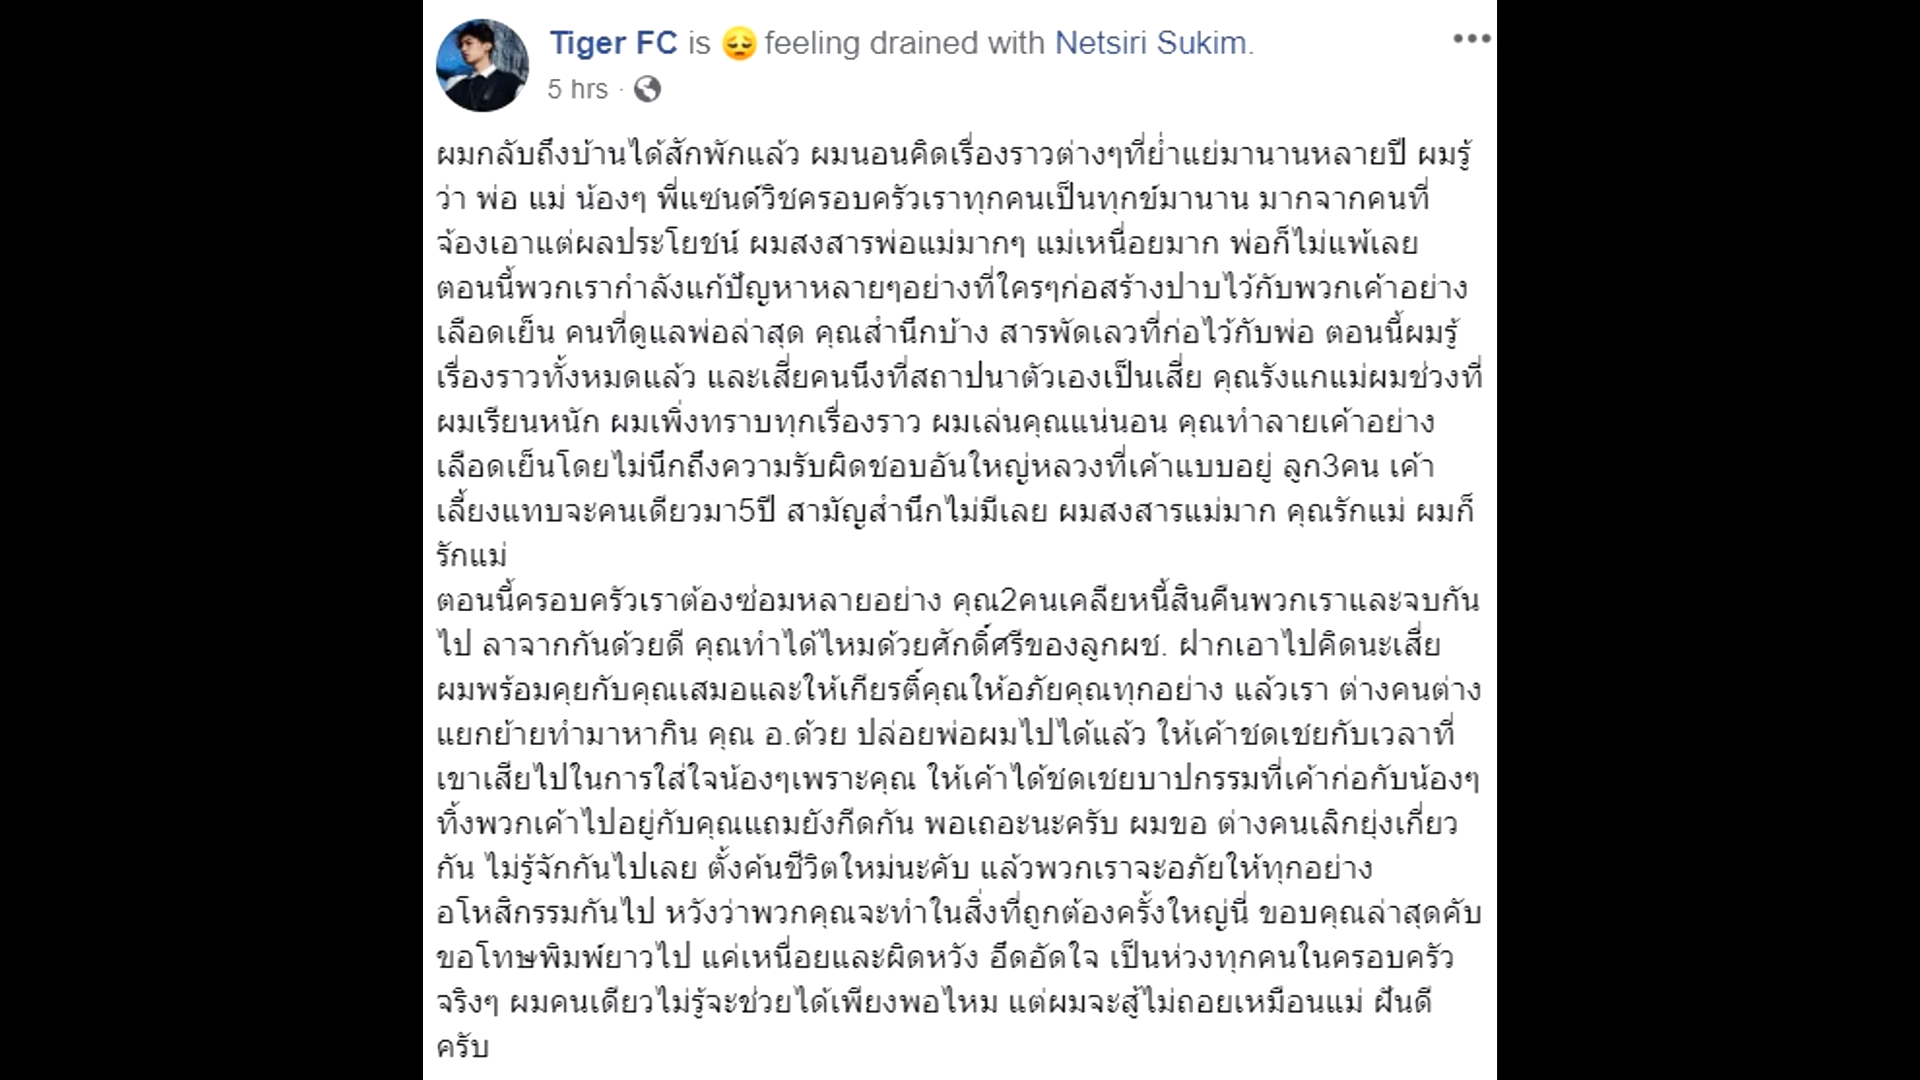 Tiger FC is 😔 feeling drained with Netsiri Sukim.
5 hrs ·
ผมกลับถึงบ้านได้สักพักแล้ว ผมนอนคิดเรื่องราวต่างๆที่ย่ำแย่มานานหลายปี ผมรู้
ว่า พ่อ แม่ น้องๆ พี่แซนด์วิชครอบครัวเราทุกคนเป็นทุกข์มานาน มากจากคนที่
จ้องเอาแต่ผลประโยชน์ ผมสงสารพ่อแม่มากๆ แม่เหนื่อยมาก พ่อก็ไม่แพ้เลย
ตอนนี้พวกเรากำลังแก้ปัญหาหลายๆอย่างที่ใครๆก่อสร้างปาบไว้กับพวกเค้าอย่าง
เลือดเย็น คนที่ดูแลพ่อล่าสุด คุณสำนึกบ้าง สารพัดเลวที่ก่อไว้กับพ่อ ตอนนี้ผมรู้
เรื่องราวทั้งหมดแล้ว และเสี่ยคนนึงที่สถาปนาตัวเองเป็นเสี่ย คุณรังแกแม่ผมช่วงที่
ผมเรียนหนัก ผมเพิ่งทราบทุกเรื่องราว ผมเล่นคุณแน่นอน คุณทำลายเค้าอย่าง
เลือดเย็นโดยไม่นึกถึงความรับผิดชอบอันใหญ่หลวงที่เค้าแบบอยู่ ลูก3คน เค้า
เลี้ยงแทบจะคนเดียวมา5ปี สามัญสำนึกไม่มีเลย ผมสงสารแม่มาก คุณรักแม่ ผมก็
รักแม่
ตอนนี้ครอบครัวเราต้องซ่อมหลายอย่าง คุณ2คนเคลียหนี้สินคืนพวกเราและจบกัน
ไป ลาจากกันด้วยดี คุณทำได้ไหมด้วยศักดิ์ศรีของลูกผช. ฝากเอาไปคิดนะเสี่ย
ผมพร้อมคุยกับคุณเสมอและให้เกียรติ์คุณให้อภัยคุณทุกอย่าง แล้วเรา ต่างคนต่าง
แยกย้ายทำมาหากิน คุณ อ.ด้วย ปล่อยพ่อผมไปได้แล้ว ให้เค้าชดเชยกับเวลาที่
เขาเสียไปในการใส่ใจน้องๆเพราะคุณ ให้เค้าได้ชดเชยบาปกรรมที่เค้าก่อกับน้องๆ
ทิ้งพวกเค้าไปอยู่กับคุณแถมยังกีดกัน พอเถอะนะครับ ผมขอ ต่างคนเลิกยุ่งเกี่ยว
กัน ไม่รู้จักกันไปเลย ตั้งค้นชีวิตใหม่นะคับ แล้วพวกเราจะอภัยให้ทุกอย่าง
อโหสิกรรมกันไป หวังว่าพวกคุณจะทำในสิ่งที่ถูกต้องครั้งใหญ่นี่ ขอบคุณล่าสุดคับ
ขอโทษพิมพ์ยาวไป แค่เหนื่อยและผิดหวัง อึดอัดใจ เป็นห่วงทุกคนในครอบครัว
จริงๆ ผมคนเดียวไม่รู้จะช่วยได้เพียงพอไหม แต่ผมจะสู้ไม่ถอยเหมือนแม่ ฝันดี
ครับ